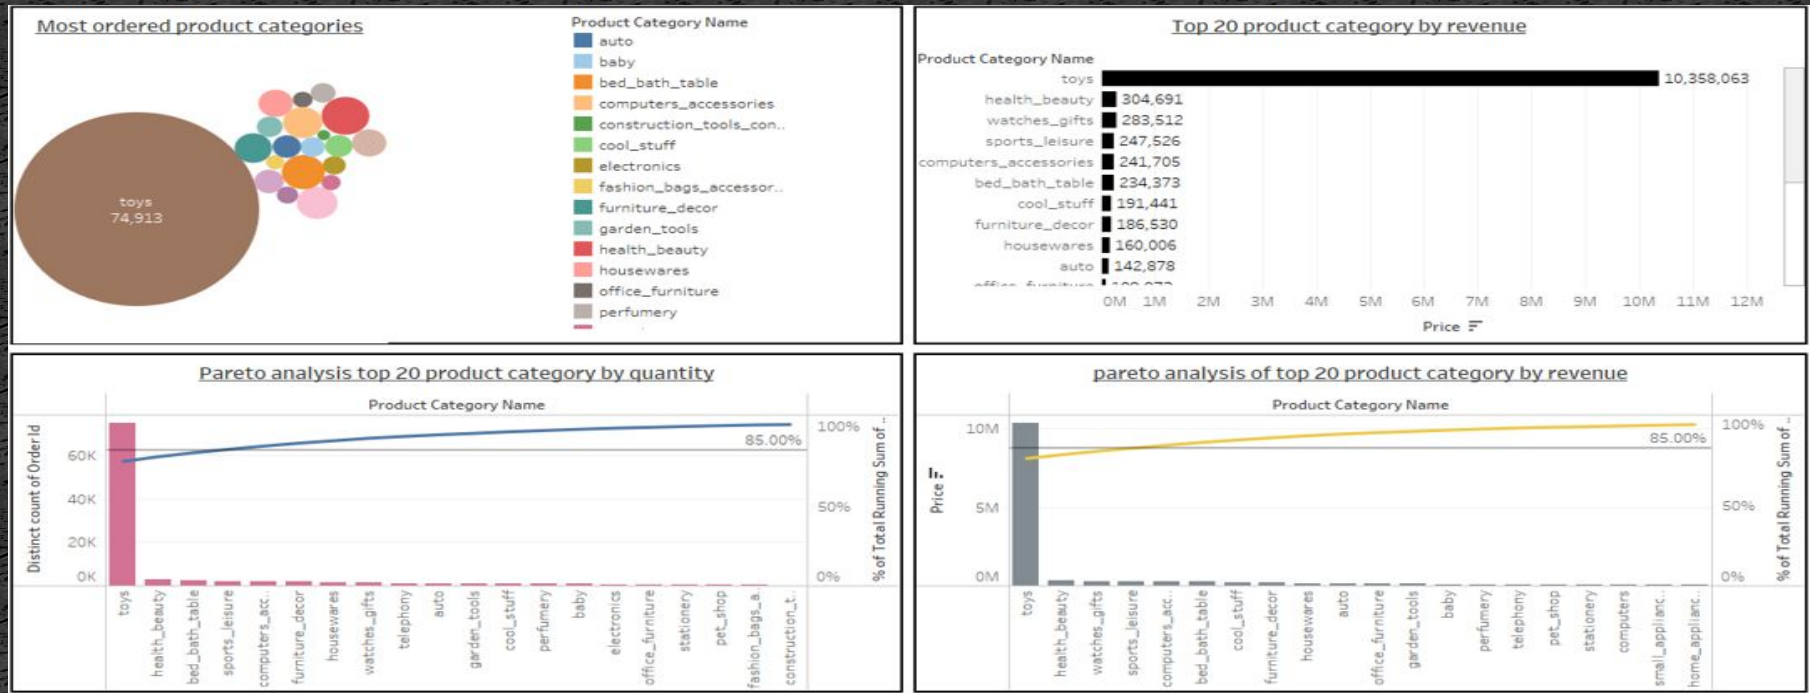 Most ordered product categories
toys
74,913
Product Category Name
auto
baby
bed_bath_table
computers_accessories
construction_tools_con..
cool_stuff
electronics
fashion_bags_accessor..
furniture_decor
garden_tools
health_beauty
housewares
office_furniture
perfumery
Top 20 product category by revenue
Product Category Name
toys 10,358,063
health_beauty 304,691
watches_gifts 283,512
sports_leisure 247,526
computers_accessories 241,705
bed_bath_table 234,373
cool_stuff 191,441
furniture_decor 186,530
housewares 160,006
auto 142,878
0M 1M 2M 3M 4M 5M 6M 7M 8M 9M 10M 11M 12M
Price
Pareto analysis top 20 product category by quantity
Product Category Name
Distinct count of Order Id
60K
40K
20K
0K
85.00%
100%
50%
0%
% of Total Running Sum of ..
toys
health_beauty
bed_bath_table
sports_leisure
computers_acc..
furniture_decor
housewares
watches_gifts
telephony
auto
garden_tools
cool_stuff
perfumery
baby
electronics
office_furniture
stationery
pet_shop
fashion_bags_a..
construction_t..
pareto analysis of top 20 product category by revenue
Product Category Name
Price
10M
5M
0M
85.00%
100%
50%
0%
% of Total Running Sum of ..
toys
health_beauty
watches_gifts
sports_leisure
computers_acc..
bed_bath_table
cool_stuff
furniture_decor
housewares
auto
office_furniture
garden_tools
baby
perfumery
telephony
pet_shop
stationery
computers
small_applianc..
home_applianc..